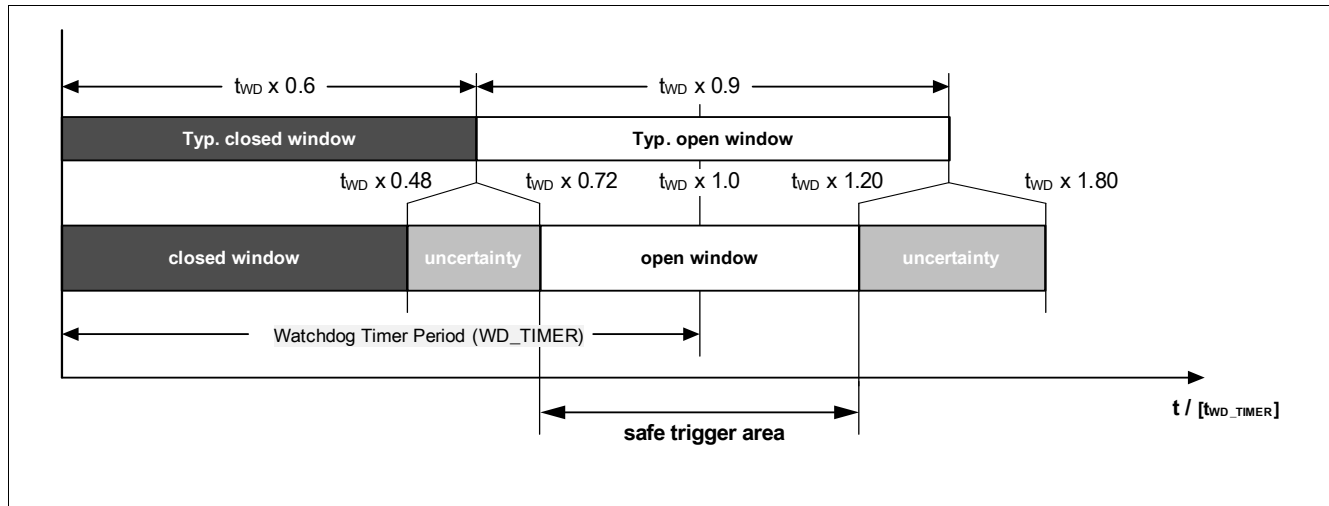 tWD x 0.6 tWD x 0.9
Typ. closed window Typ. open window
tWD x 0.48 tWD x 0.72 tWD x 1.0 tWD x 1.20 tWD x 1.80
closed window uncertainty open window uncertainty
Watchdog Timer Period (WD_TIMER)
t / [tWD_TIMER]
safe trigger area